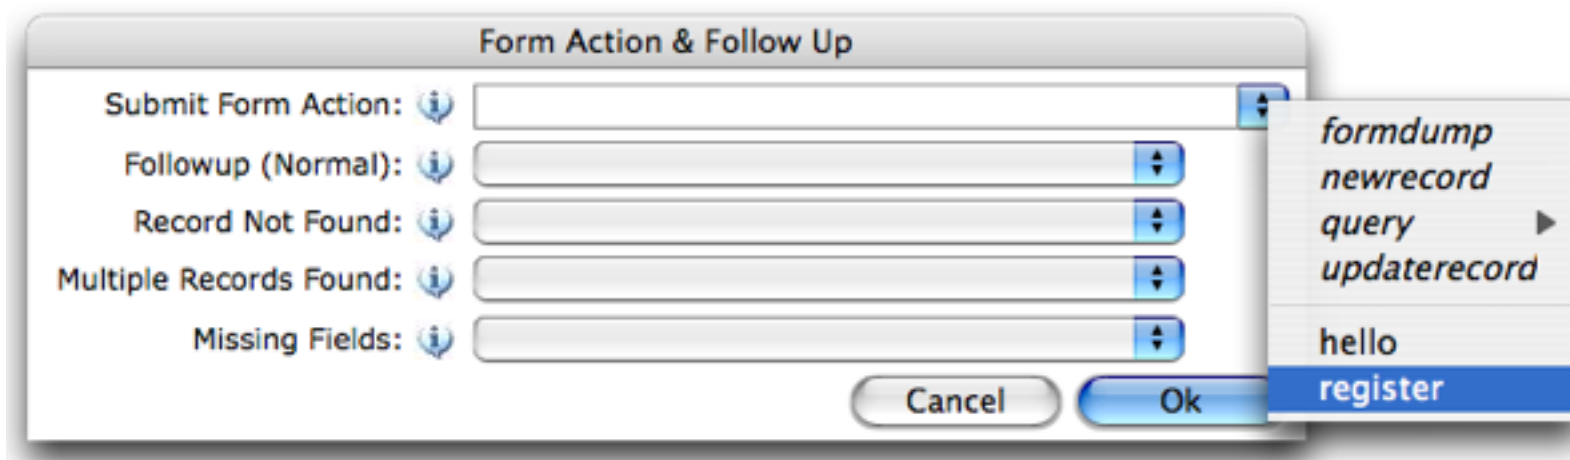 Form Action & Follow Up
Submit Form Action:
Followup (Normal):
Record Not Found:
Multiple Records Found:
Missing Fields:
Cancel
Ok
formdump
newrecord
query
updaterecord
hello
register